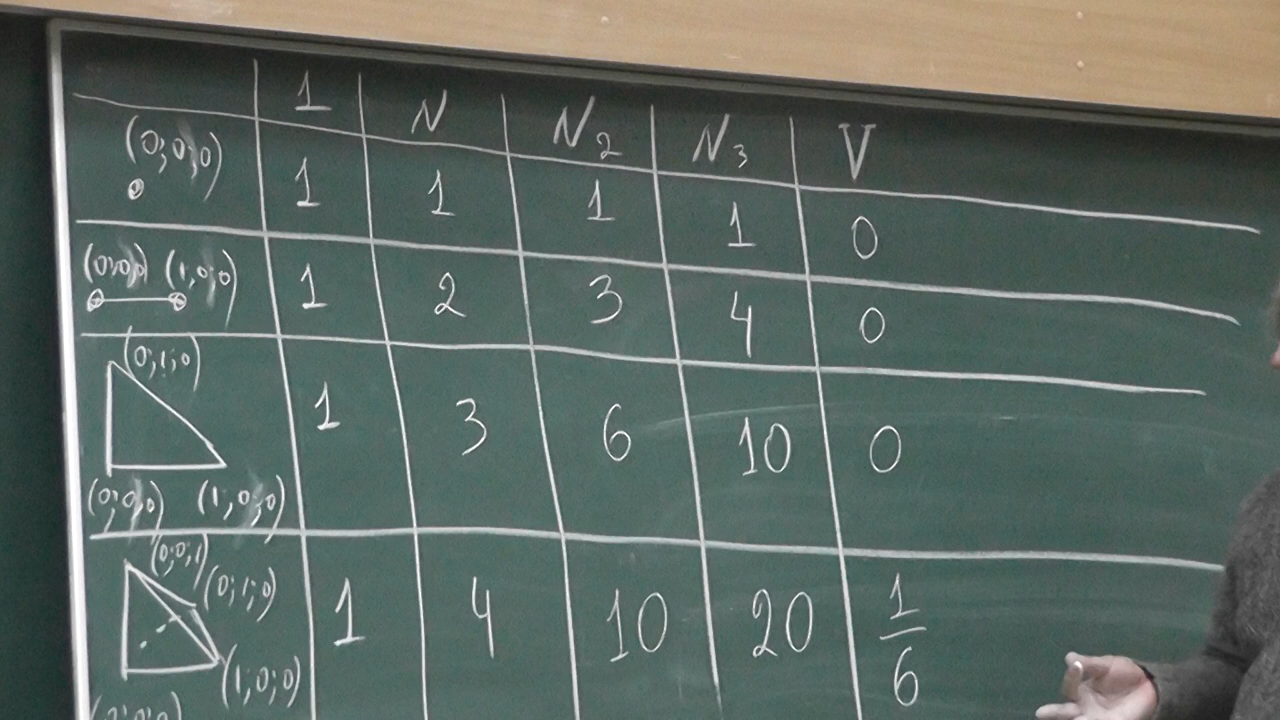 1 N N₂ N₃ V
(0;0;0) 1 1 1 1 0
(0;0;0) (1;0;0) 1 2 3 4 0
(0;1;0)
1 3 6 10 0
(0;0;0) (1;0;0)
(0;0;1)
(0;1;0)
1 4 10 20 1/6
(1;0;0)